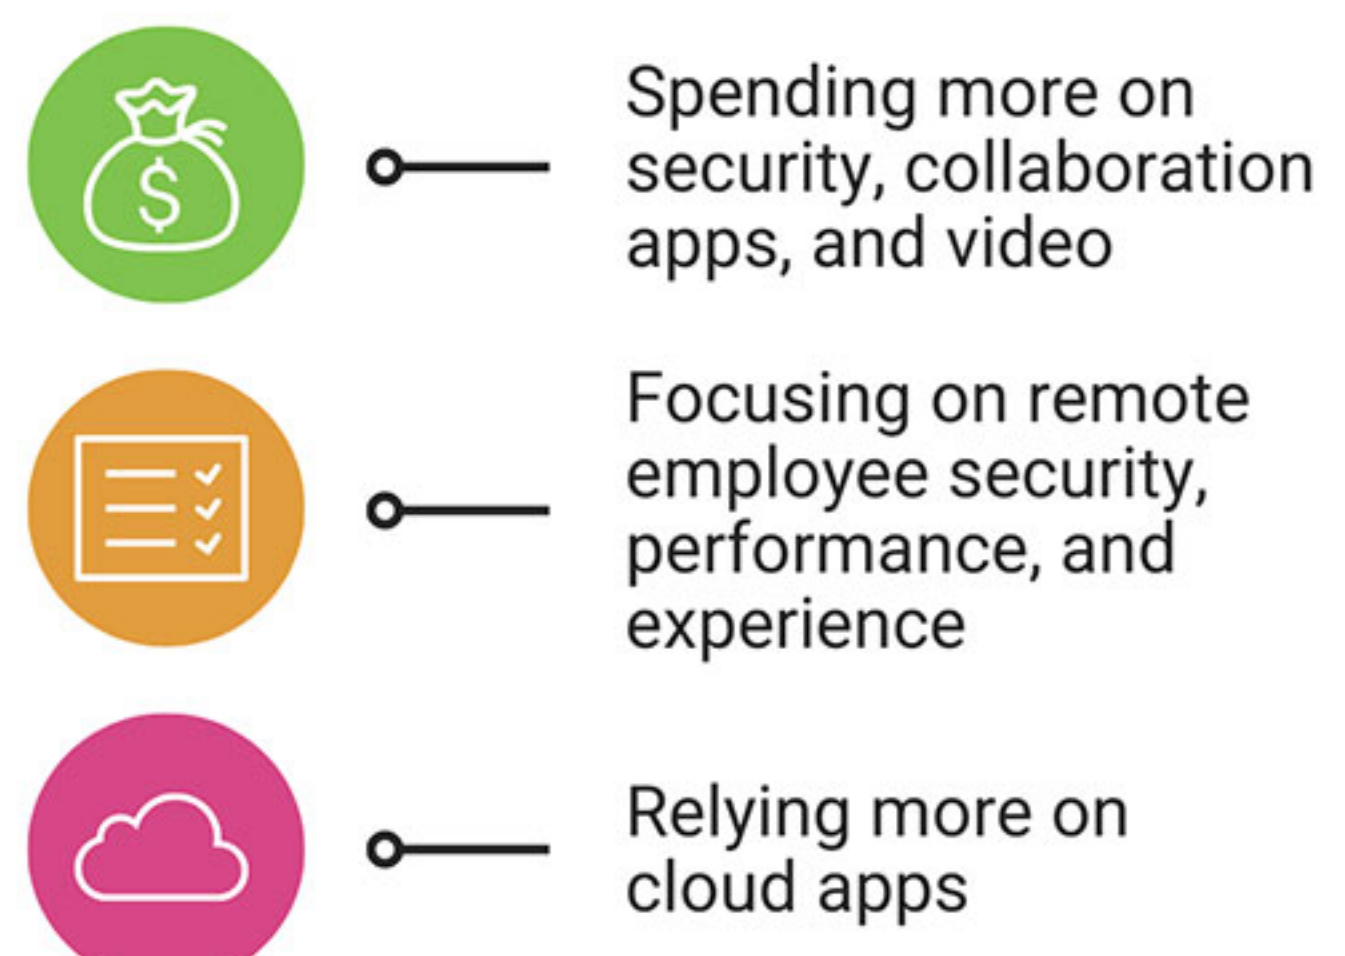 $
Spending more on
security, collaboration
apps, and video
Focusing on remote
employee security,
performance, and
experience
Relying more on
cloud apps